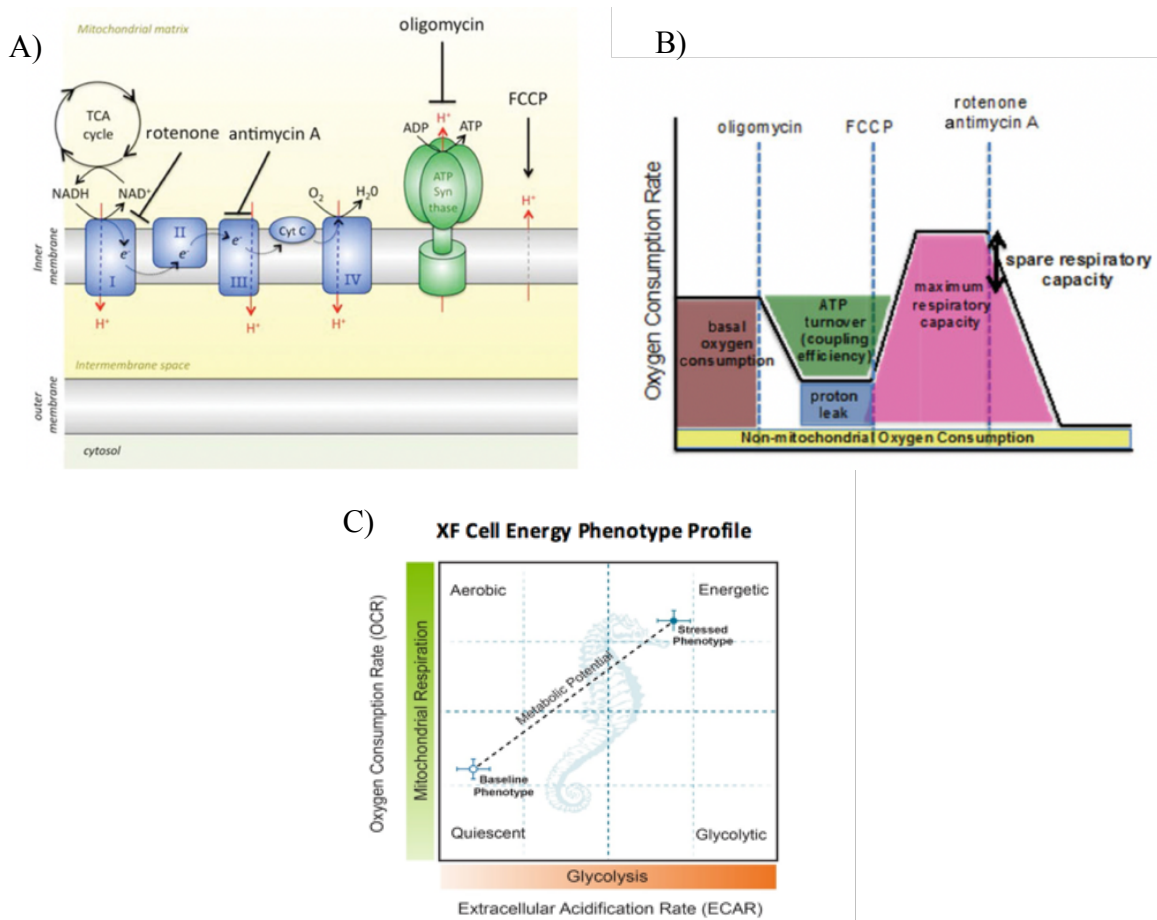 A)
Mitochondrial matrix
oligomycin
FCCP
TCA
cycle
rotenone
antimycin A
ADP
H⁺
ATP
NADH
NAD⁺
O₂
H₂0
ATP
Syn
thase
H⁺
Inner
membrane
I
e⁻
II
e⁻
III
e⁻
Cyt C
IV
H⁺
H⁺
H⁺
Intermembrane space
outer
membrane
cytosol
B)
oligomycin
FCCP
rotenone
antimycin A
Oxygen Consumption Rate
basal
oxygen
consumption
ATP
turnover
(coupling
efficiency)
proton
leak
maximum
respiratory
capacity
spare respiratory
capacity
Non-mitochondrial Oxygen Consumption
C)
XF Cell Energy Phenotype Profile
Oxygen Consumption Rate (OCR)
Mitochondrial Respiration
Aerobic
Energetic
Stressed
Phenotype
Metabolic Potential
Baseline
Phenotype
Quiescent
Glycolytic
Glycolysis
Extracellular Acidification Rate (ECAR)